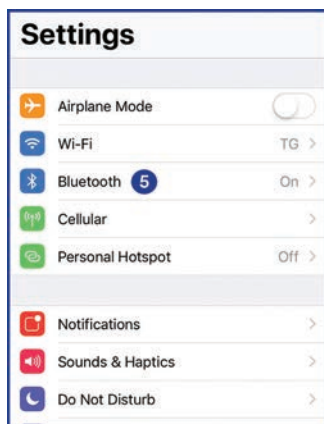 Settings
Airplane Mode
Wi-Fi TG
Bluetooth 5 On
Cellular
Personal Hotspot Off
Notifications
Sounds & Haptics
Do Not Disturb